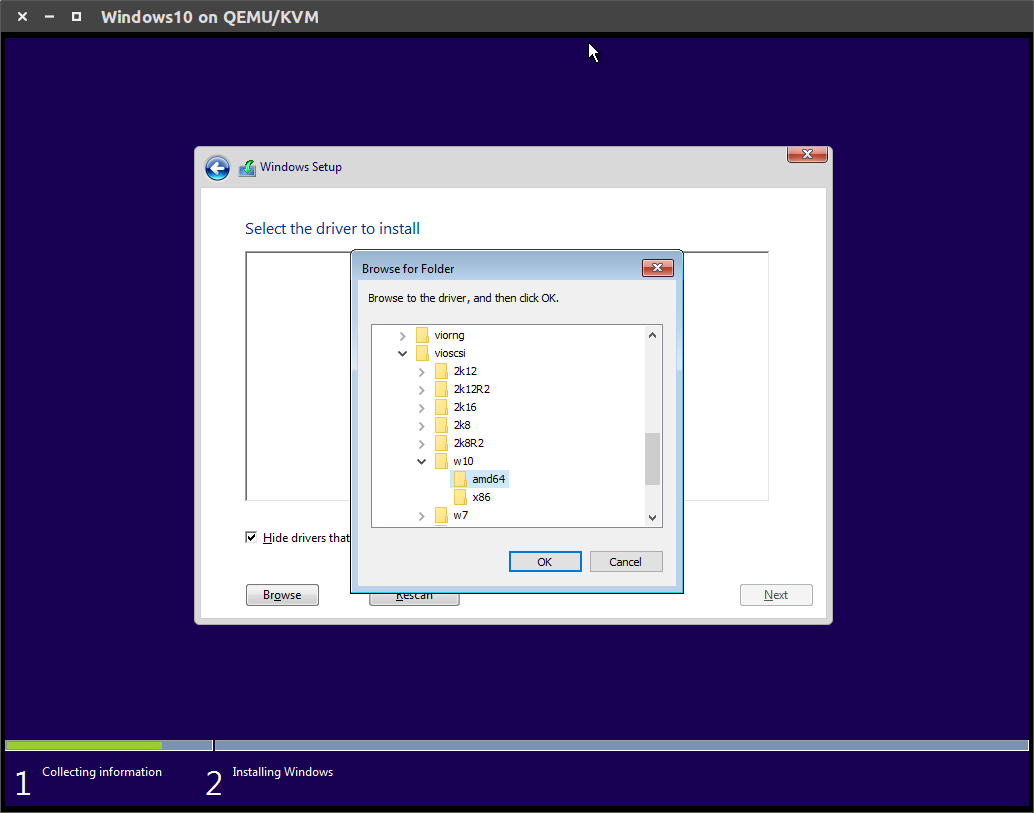 Windows10 on QEMU/KVM
Windows Setup
Select the driver to install
Browse for Folder
Browse to the driver, and then click OK.
viorng
vioscsi
2k12
2k12R2
2k16
2k8
2k8R2
w10
amd64
x86
w7
OK Cancel
Hide drivers that
Browse Rescan Next
1 Collecting information 2 Installing Windows